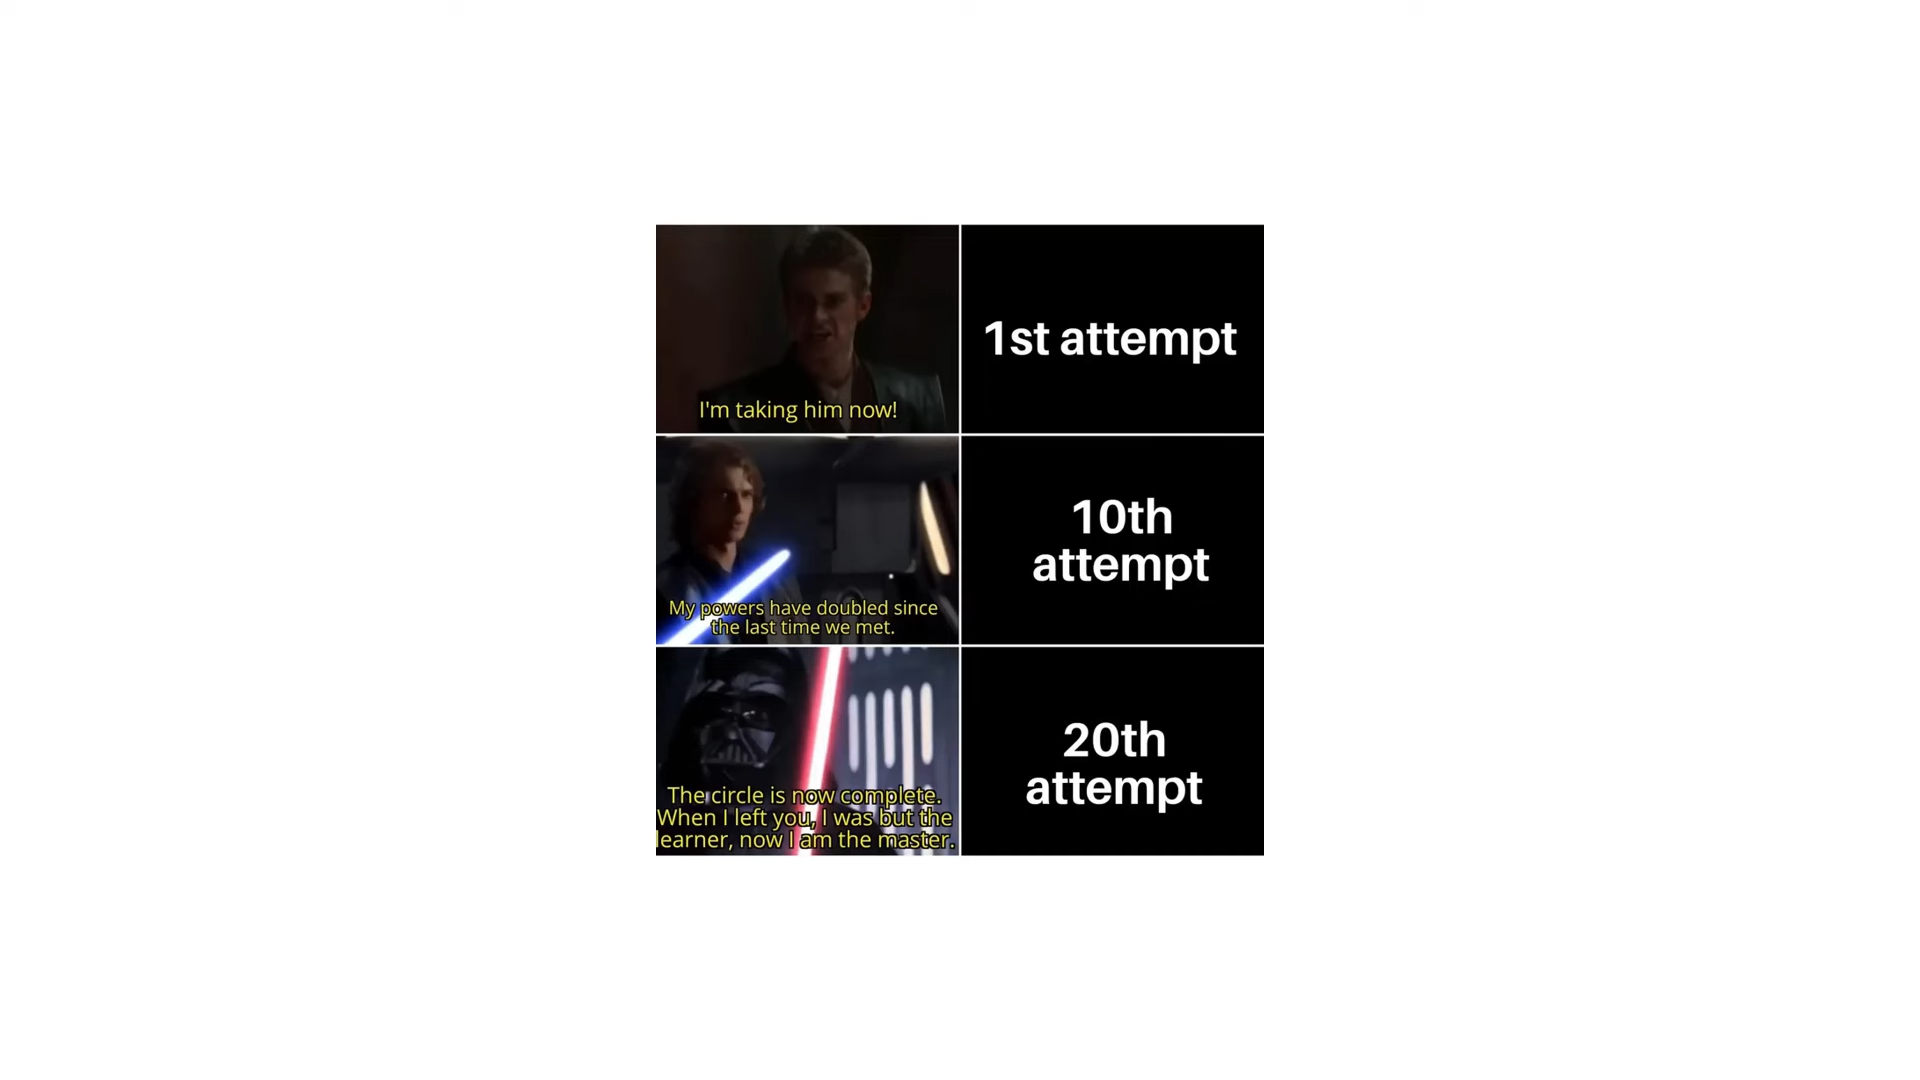 I'm taking him now!
1st attempt
My powers have doubled since
the last time we met.
10th
attempt
The circle is now complete.
When I left you, I was but the
learner, now I am the master.
20th
attempt